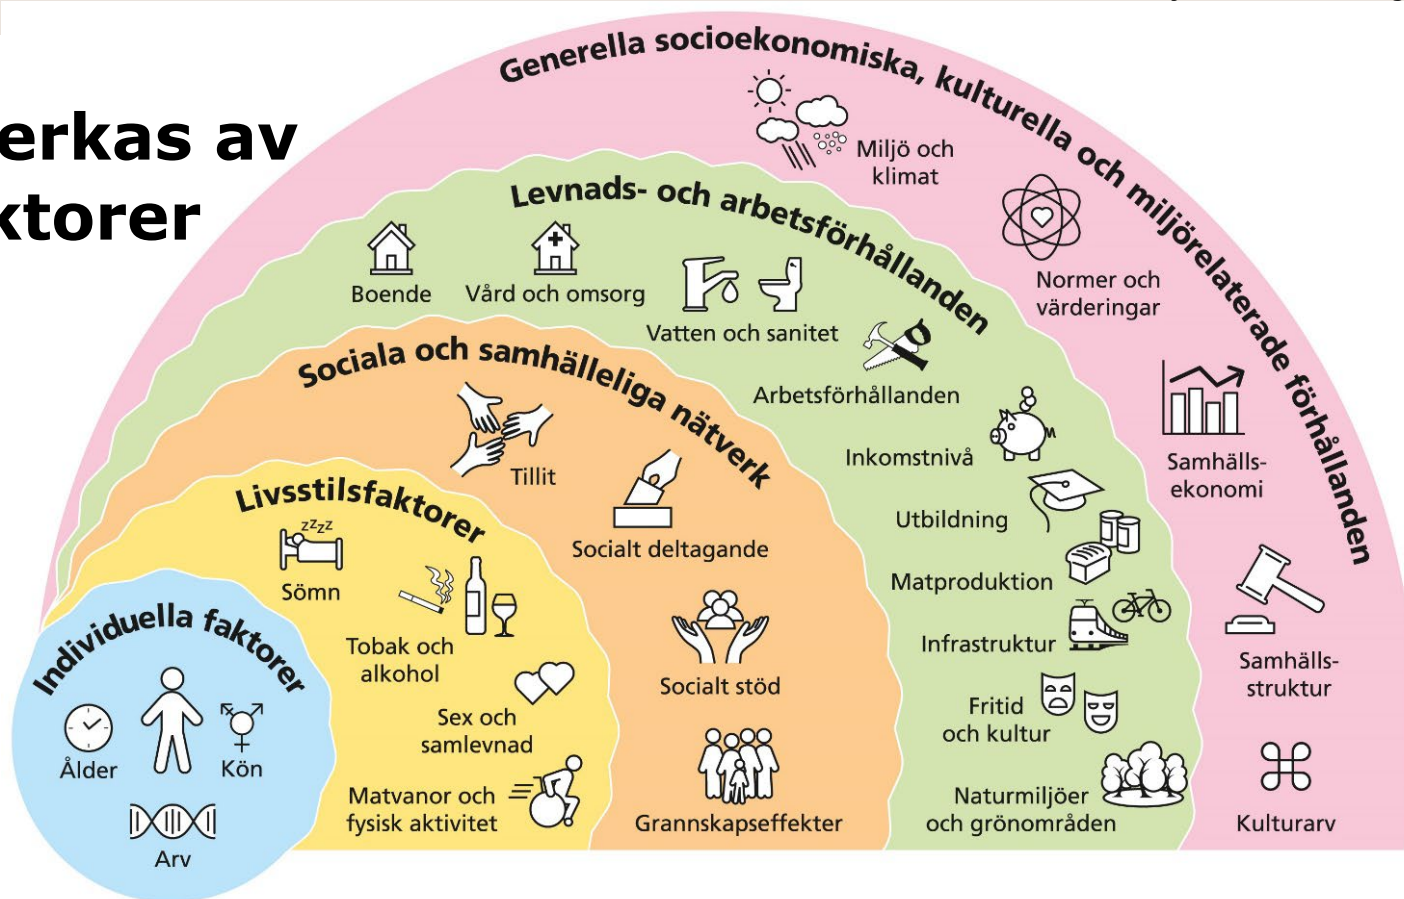 erkas av
ktorer
Generella socioekonomiska, kulturella och miljörelaterade förhållanden
Miljö och
klimat
Normer och
värderingar
Samhälls-
ekonomi
Samhälls-
struktur
Kulturarv
Levnads- och arbetsförhållanden
Boende
Vård och omsorg
Vatten och sanitet
Arbetsförhållanden
Inkomstnivå
Utbildning
Matproduktion
Infrastruktur
Fritid
och kultur
Naturmiljöer
och grönområden
Sociala och samhälleliga nätverk
Tillit
Socialt deltagande
Socialt stöd
Grannskapseffekter
Livsstilsfaktorer
zzzz
Sömn
Tobak och
alkohol
Sex och
samlevnad
Matvanor och
fysisk aktivitet
Individuella faktorer
Ålder
Kön
Arv